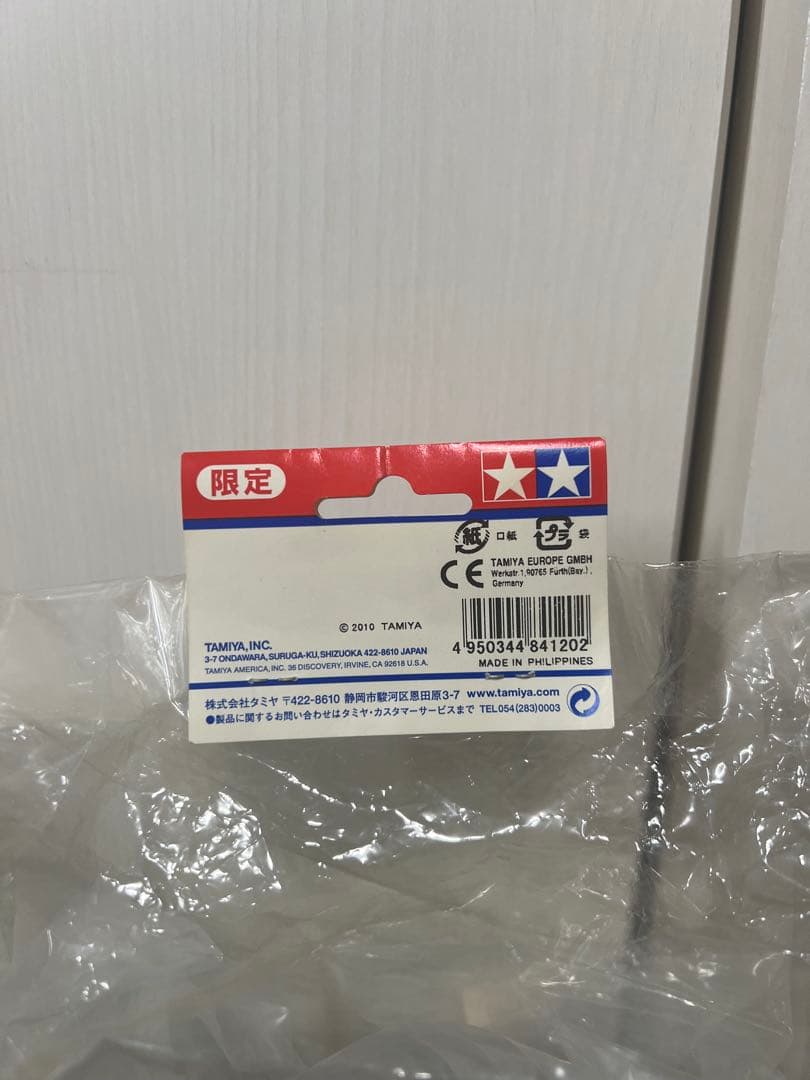 限定
紙 口紙 プラ 袋
CE TAMIYA EUROPE GMBH
Werkstr.1,90765 Fürth(Bay.),
Germany
© 2010 TAMIYA
4 950344 841202
MADE IN PHILIPPINES
TAMIYA,INC.
3-7 ONDAWARA,SURUGA-KU,SHIZUOKA 422-8610 JAPAN
TAMIYA AMERICA, INC. 36 DISCOVERY, IRVINE, CA 92618 U.S.A.
株式会社タミヤ 〒422-8610 静岡市駿河区恩田原3-7 www.tamiya.com
●製品に関するお問い合わせはタミヤ・カスタマーサービスまで TEL054(283)0003